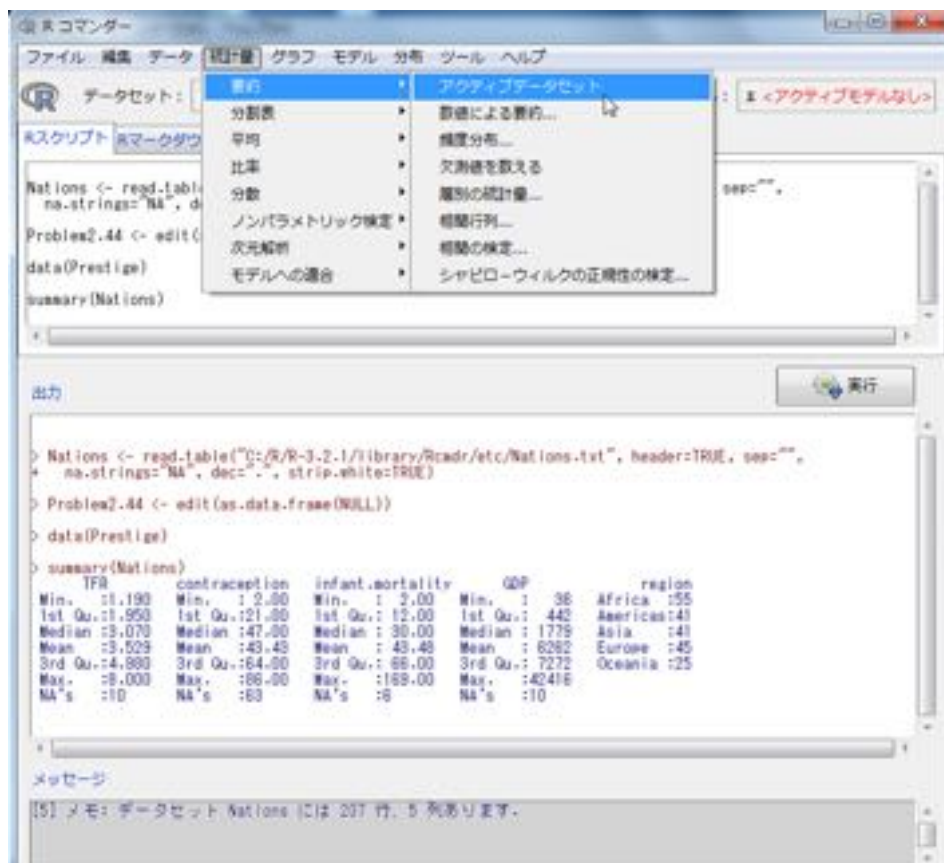 R コマンダー
ファイル 編集 データ 統計量 グラフ モデル 分布 ツール ヘルプ
データセット:
: Σ <アクティブモデルなし>
要約
分割表
平均
比率
分散
ノンパラメトリック検定
次元解析
モデルへの適合
アクティブデータセット
数値による要約...
頻度分布...
欠測値を数える
層別の統計量...
相関行列...
相関の検定...
シャピローウィルクの正規性の検定...
Rスクリプト Rマークダウ
Nations <- read.tabl sep="",
na.strings="NA", d
Problem2.44 <- edit(
data(Prestige)
summary(Nations)
実行
出力
> Nations <- read.table("C:/R/R-3.2.1/library/Rcmdr/etc/Nations.txt", header=TRUE, sep="",
+ na.strings="NA", dec=".", strip.white=TRUE)
> Problem2.44 <- edit(as.data.frame(NULL))
> data(Prestige)
> summary(Nations)
TFR contraception infant.mortality GDP region
Min. :1.190 Min. : 2.00 Min. : 2.00 Min. : 36 Africa :55
1st Qu.:1.950 1st Qu.:21.00 1st Qu.: 12.00 1st Qu.: 442 Americas:41
Median :3.070 Median :47.00 Median : 30.00 Median : 1779 Asia :41
Mean :3.529 Mean :43.43 Mean : 43.48 Mean : 6262 Europe :45
3rd Qu.:4.980 3rd Qu.:64.00 3rd Qu.: 66.00 3rd Qu.: 7272 Oceania :25
Max. :8.000 Max. :86.00 Max. :169.00 Max. :42416
NA's :10 NA's :63 NA's :6 NA's :10
メッセージ
[5] メモ: データセット Nations には 207 行, 5 列あります.